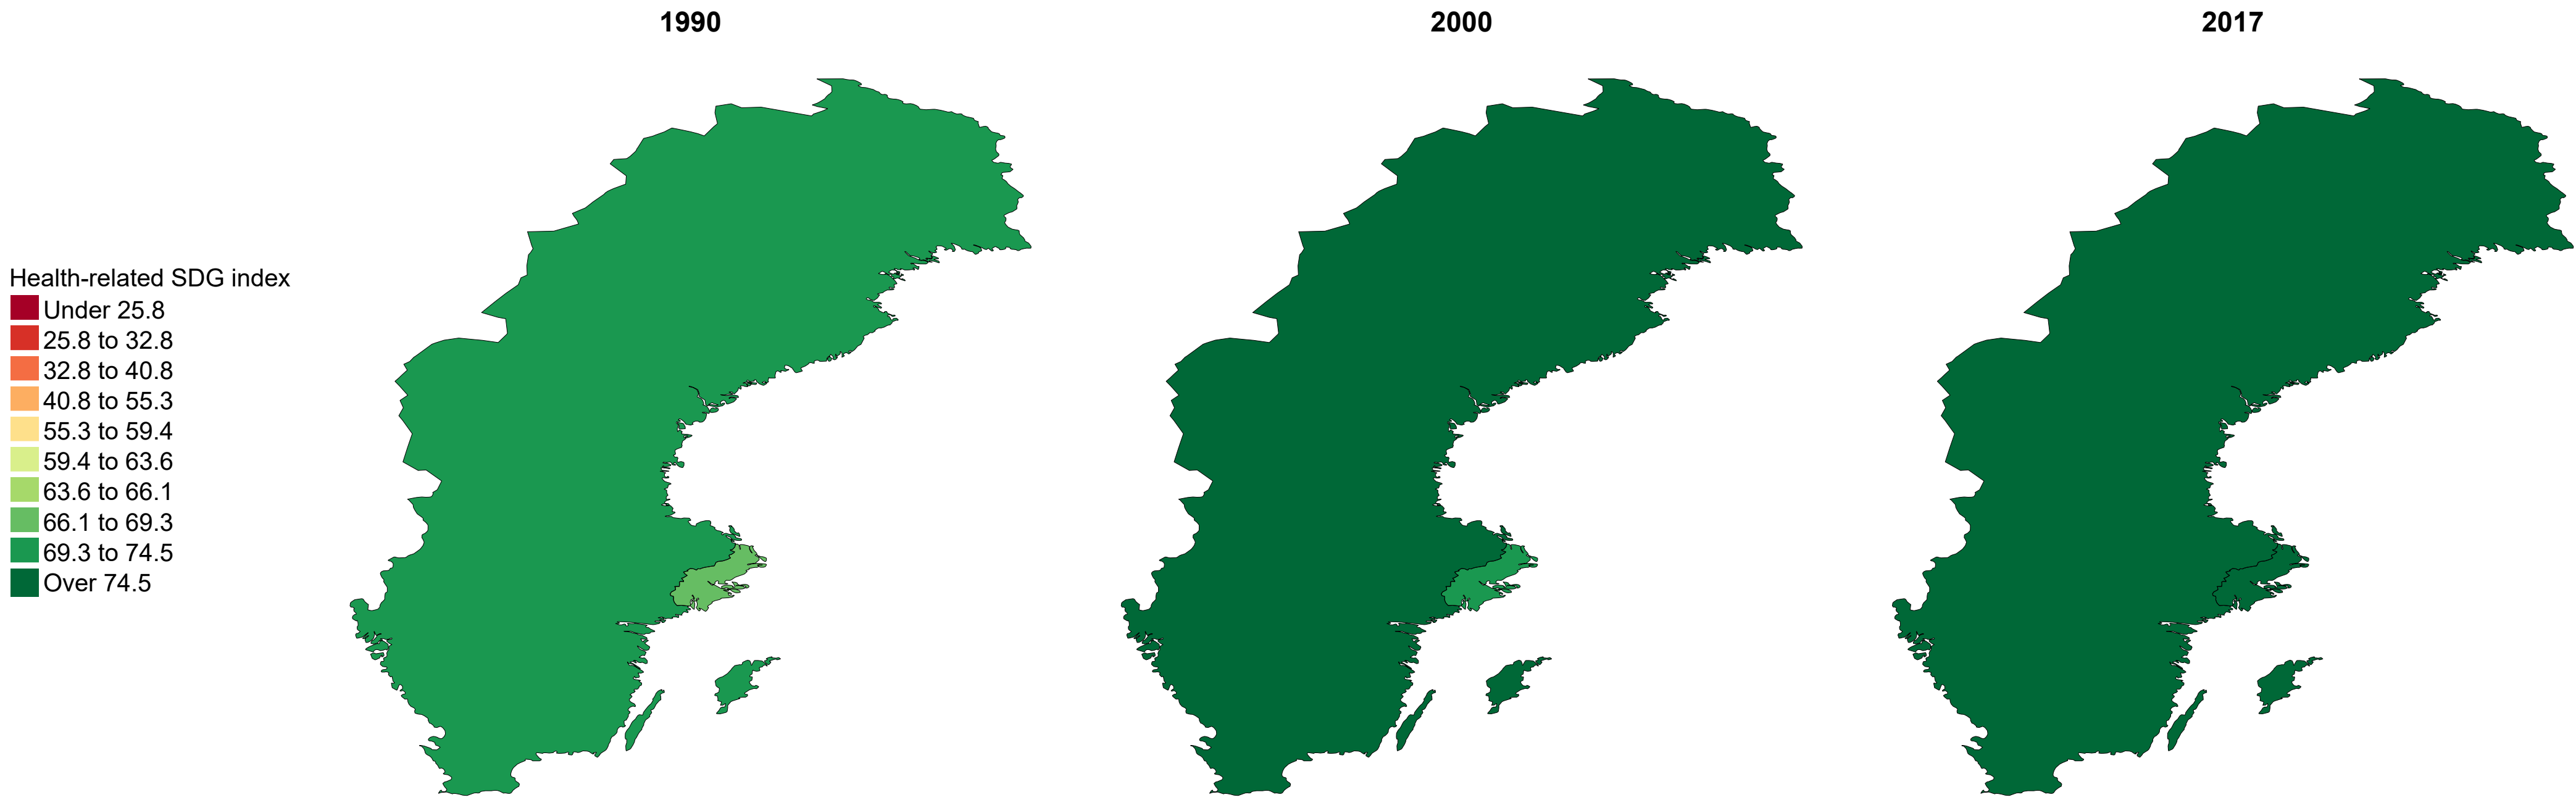 1990
2000
2017
Health-related SDG index
Under 25.8
25.8 to 32.8
32.8 to 40.8
40.8 to 55.3
55.3 to 59.4
59.4 to 63.6
63.6 to 66.1
66.1 to 69.3
69.3 to 74.5
Over 74.5